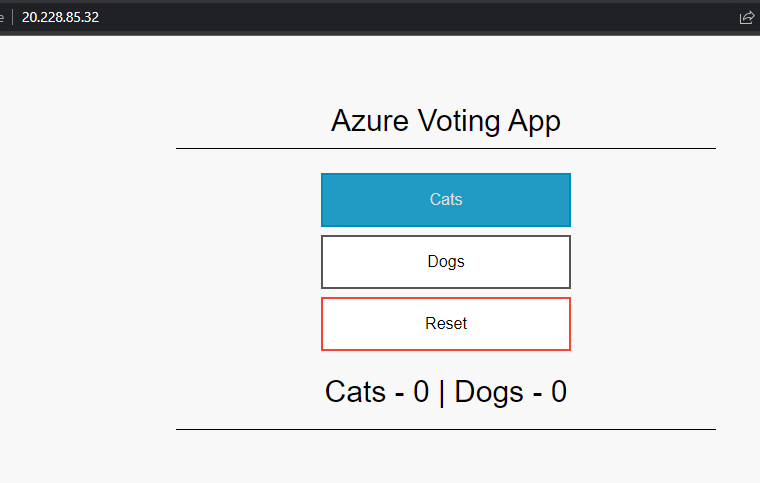 20.228.85.32
Azure Voting App
Cats
Dogs
Reset
Cats - 0 | Dogs - 0